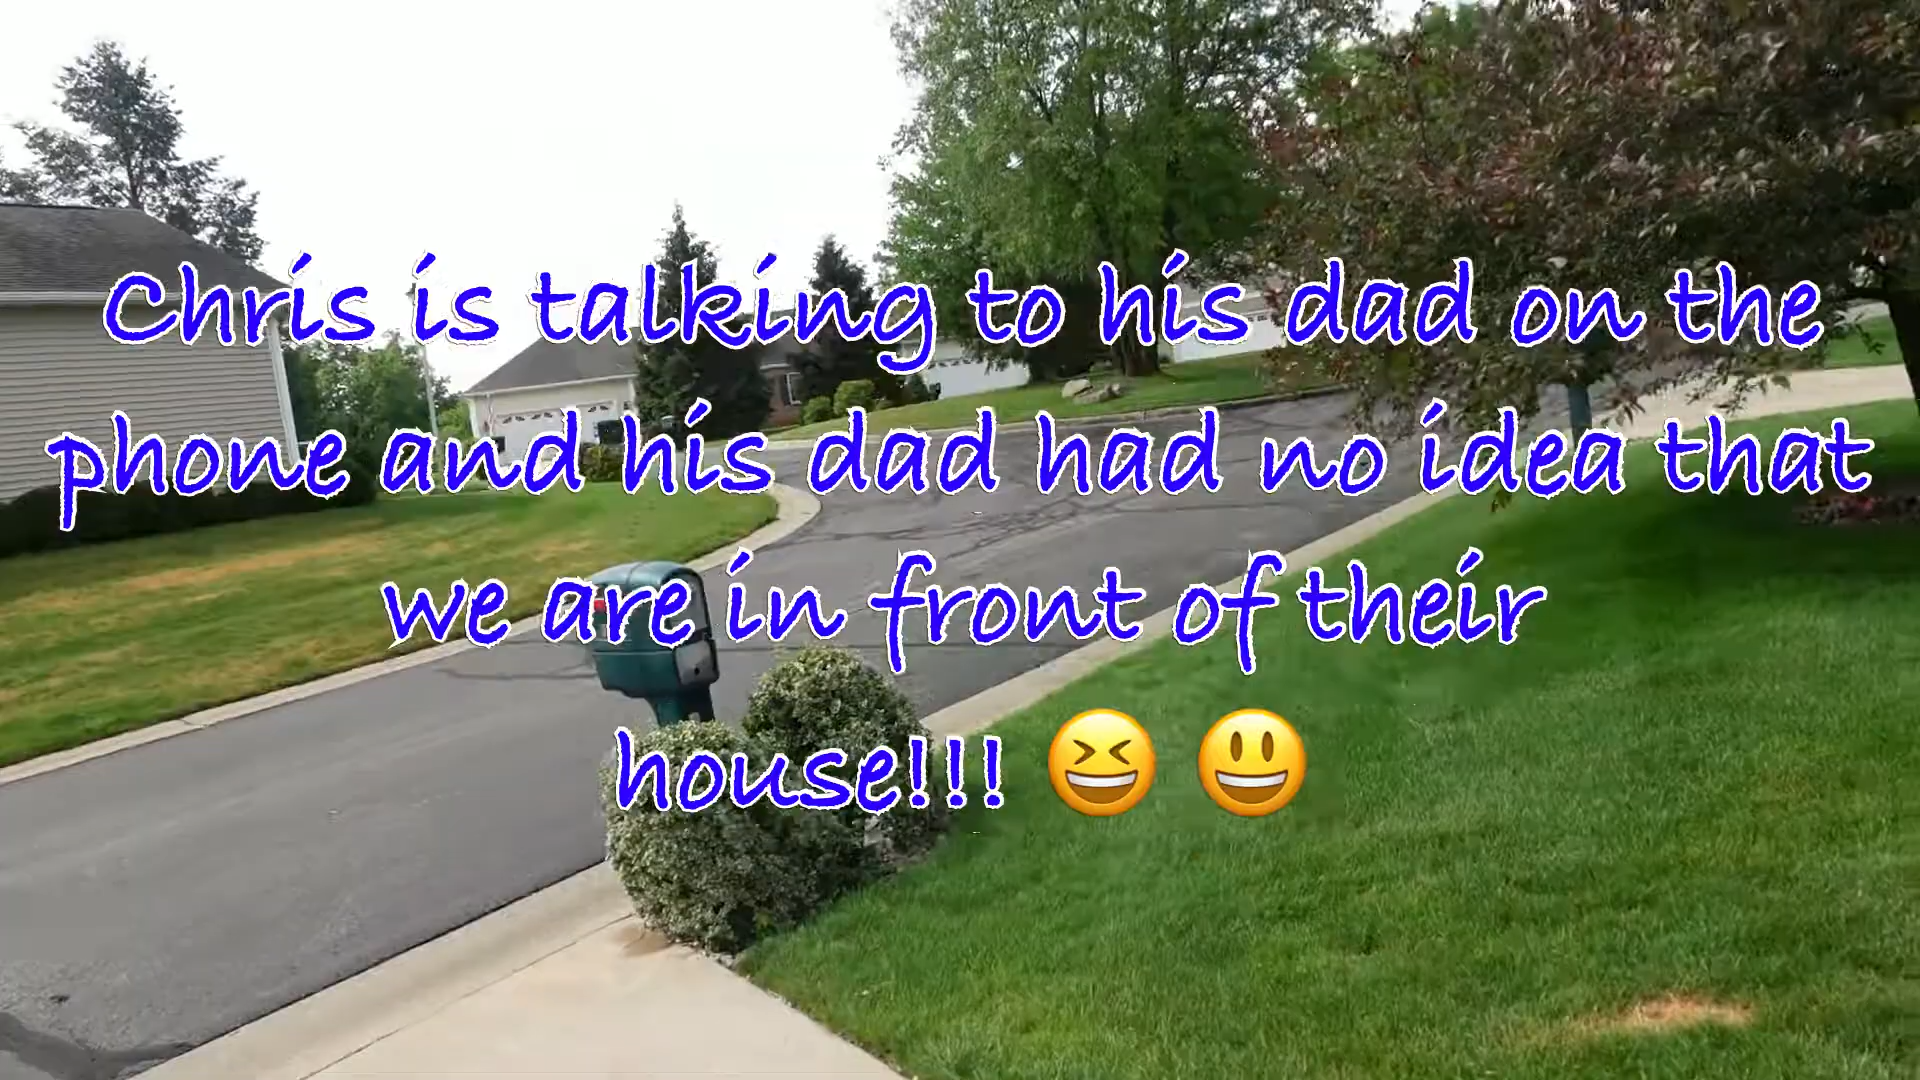 Chris is talking to his dad on the
phone and his dad had no idea that
we are in front of their
house!!! 😆 😃